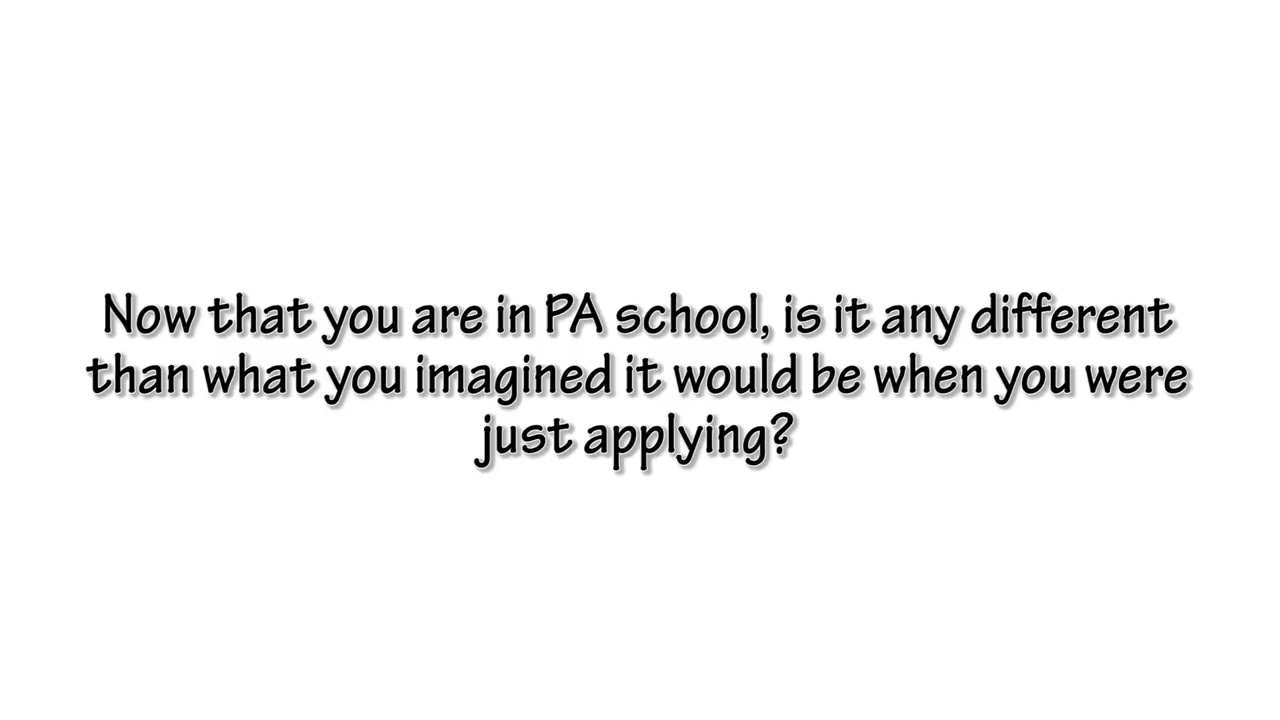 Now that you are in PA school, is it any different
than what you imagined it would be when you were
just applying?